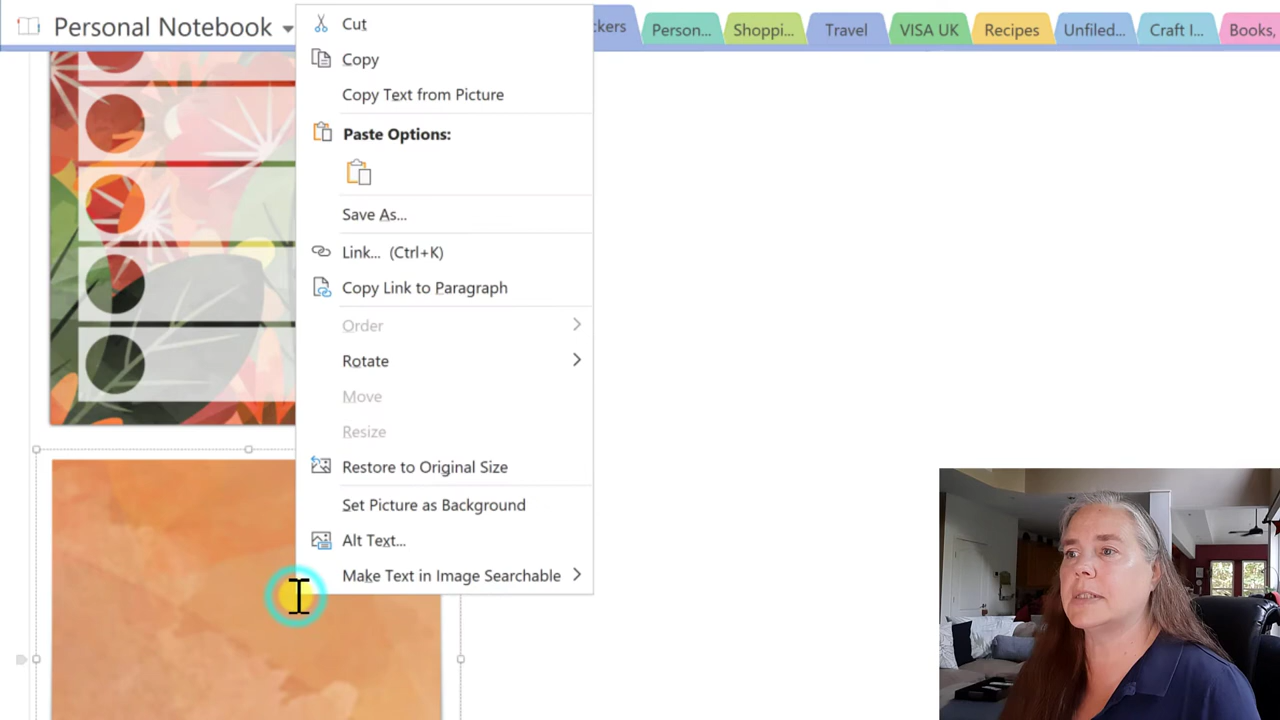 Personal Notebook
ckers
Person...
Shoppi...
Travel
VISA UK
Recipes
Unfiled...
Craft I...
Books,
Cut
Copy
Copy Text from Picture
Paste Options:
Save As...
Link... (Ctrl+K)
Copy Link to Paragraph
Order
Rotate
Move
Resize
Restore to Original Size
Set Picture as Background
Alt Text...
Make Text in Image Searchable